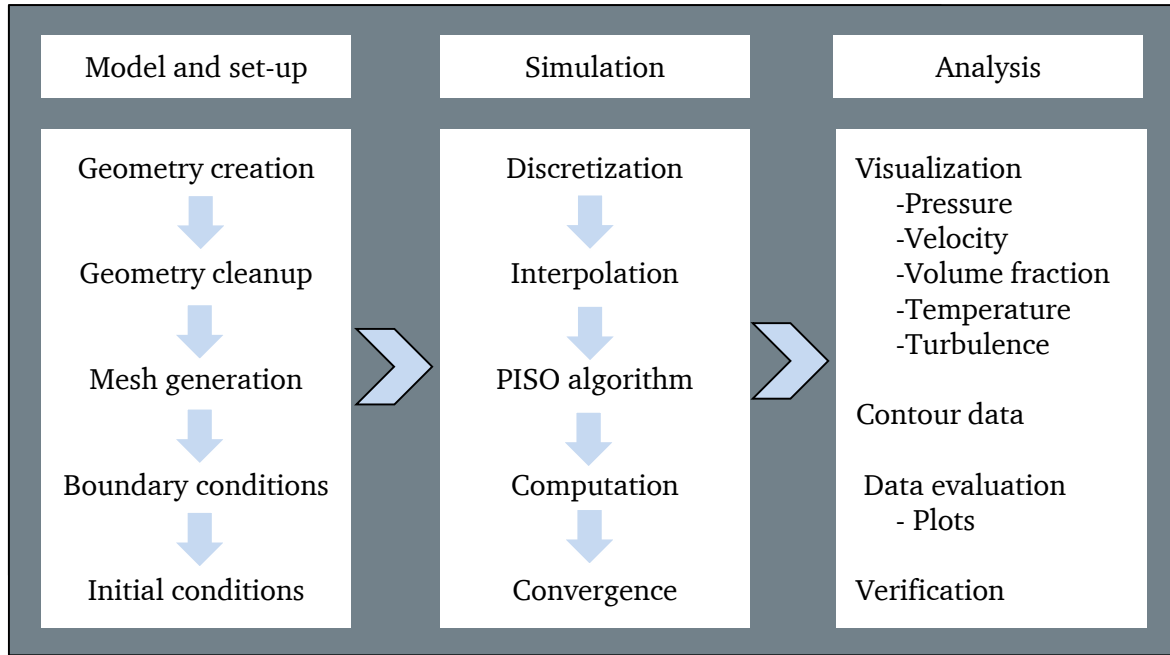 Model and set-up
Geometry creation
Geometry cleanup
Mesh generation
Boundary conditions
Initial conditions
Simulation
Discretization
Interpolation
PISO algorithm
Computation
Convergence
Analysis
Visualization
-Pressure
-Velocity
-Volume fraction
-Temperature
-Turbulence
Contour data
Data evaluation
- Plots
Verification